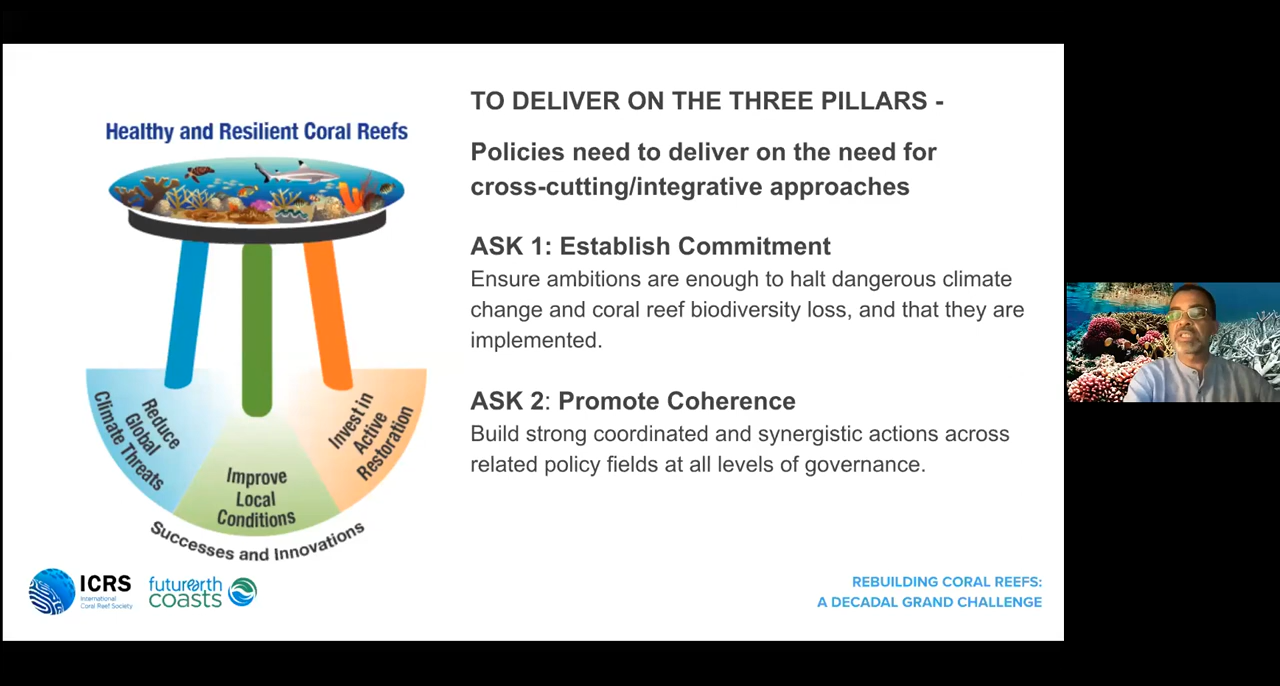 Healthy and Resilient Coral Reefs
Reduce
Global
Climate Threats
Improve
Local
Conditions
Invest in
Active
Restoration
Successes and Innovations
TO DELIVER ON THE THREE PILLARS -
Policies need to deliver on the need for
cross-cutting/integrative approaches
ASK 1: Establish Commitment
Ensure ambitions are enough to halt dangerous climate
change and coral reef biodiversity loss, and that they are
implemented.
ASK 2: Promote Coherence
Build strong coordinated and synergistic actions across
related policy fields at all levels of governance.
ICRS
International
Coral Reef Society
futurearth
coasts
REBUILDING CORAL REEFS:
A DECADAL GRAND CHALLENGE